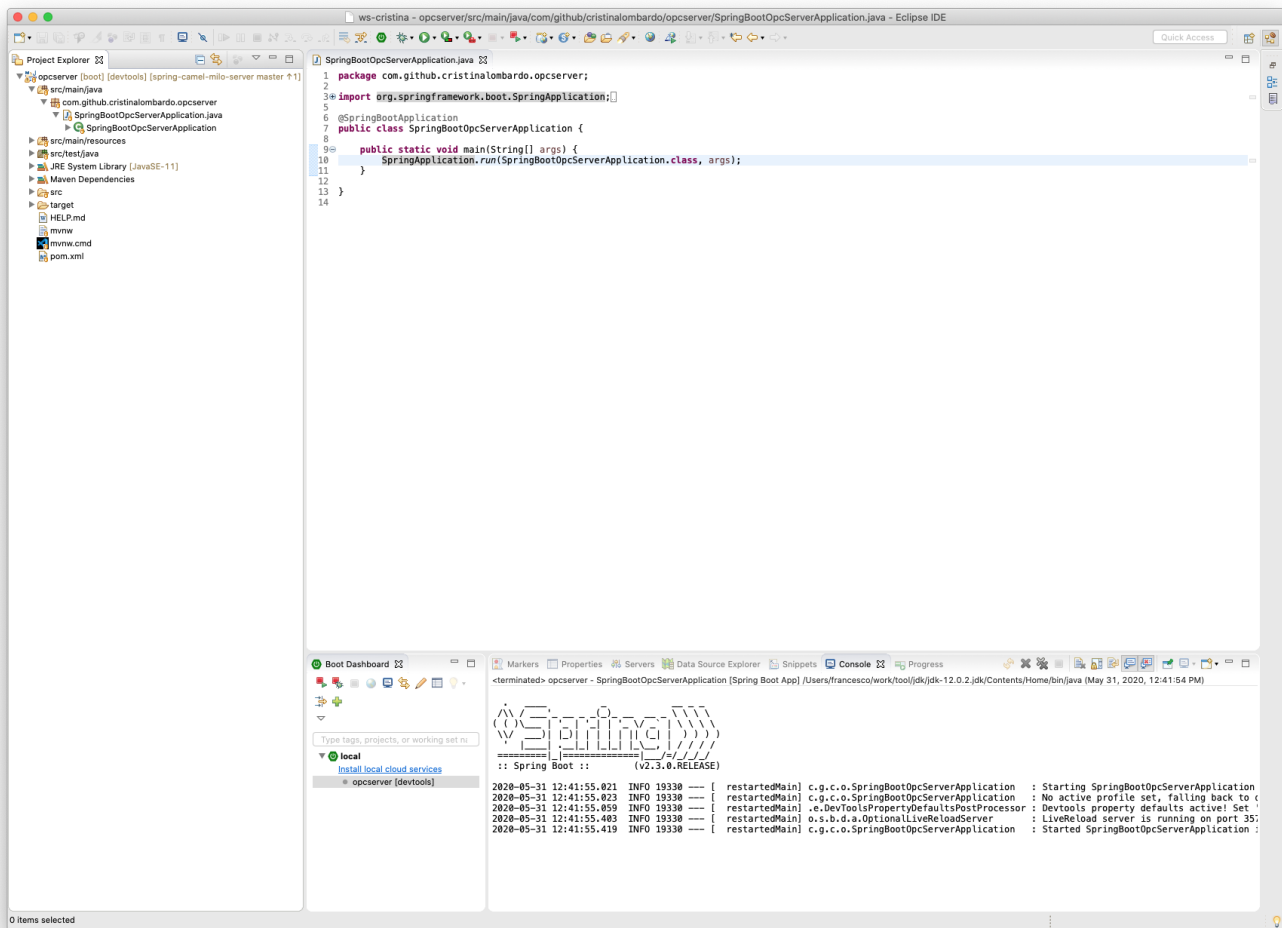 ws-cristina - opcserver/src/main/java/com/github/cristinalombardo/opcserver/SpringBootOpcServerApplication.java - Eclipse IDE
Quick Access
Project Explorer
opcserver [boot] [devtools] [spring-camel-milo-server master ↑1]
src/main/java
com.github.cristinalombardo.opcserver
SpringBootOpcServerApplication.java
SpringBootOpcServerApplication
src/main/resources
src/test/java
JRE System Library [JavaSE-11]
Maven Dependencies
src
target
HELP.md
mvnw
mvnw.cmd
pom.xml
SpringBootOpcServerApplication.java
1 package com.github.cristinalombardo.opcserver;
2
3 import org.springframework.boot.SpringApplication;
5
6 @SpringBootApplication
7 public class SpringBootOpcServerApplication {
8
9 public static void main(String[] args) {
10 SpringApplication.run(SpringBootOpcServerApplication.class, args);
11 }
12
13 }
14
Boot Dashboard
Type tags, projects, or working set n
local
Install local cloud services
opcserver [devtools]
Markers Properties Servers Data Source Explorer Snippets Console Progress
<terminated> opcserver - SpringBootOpcServerApplication [Spring Boot App] /Users/francesco/work/tool/jdk/jdk-12.0.2.jdk/Contents/Home/bin/java (May 31, 2020, 12:41:54 PM)
Spring
:: Spring Boot :: (v2.3.0.RELEASE)
2020-05-31 12:41:55.021 INFO 19330 --- [ restartedMain] c.g.c.o.SpringBootOpcServerApplication : Starting SpringBootOpcServerApplication
2020-05-31 12:41:55.023 INFO 19330 --- [ restartedMain] c.g.c.o.SpringBootOpcServerApplication : No active profile set, falling back to
2020-05-31 12:41:55.059 INFO 19330 --- [ restartedMain] .e.DevToolsPropertyDefaultsPostProcessor : Devtools property defaults active! Set '
2020-05-31 12:41:55.403 INFO 19330 --- [ restartedMain] o.s.b.d.a.OptionalLiveReloadServer : LiveReload server is running on port 357
2020-05-31 12:41:55.419 INFO 19330 --- [ restartedMain] c.g.c.o.SpringBootOpcServerApplication : Started SpringBootOpcServerApplication
0 items selected